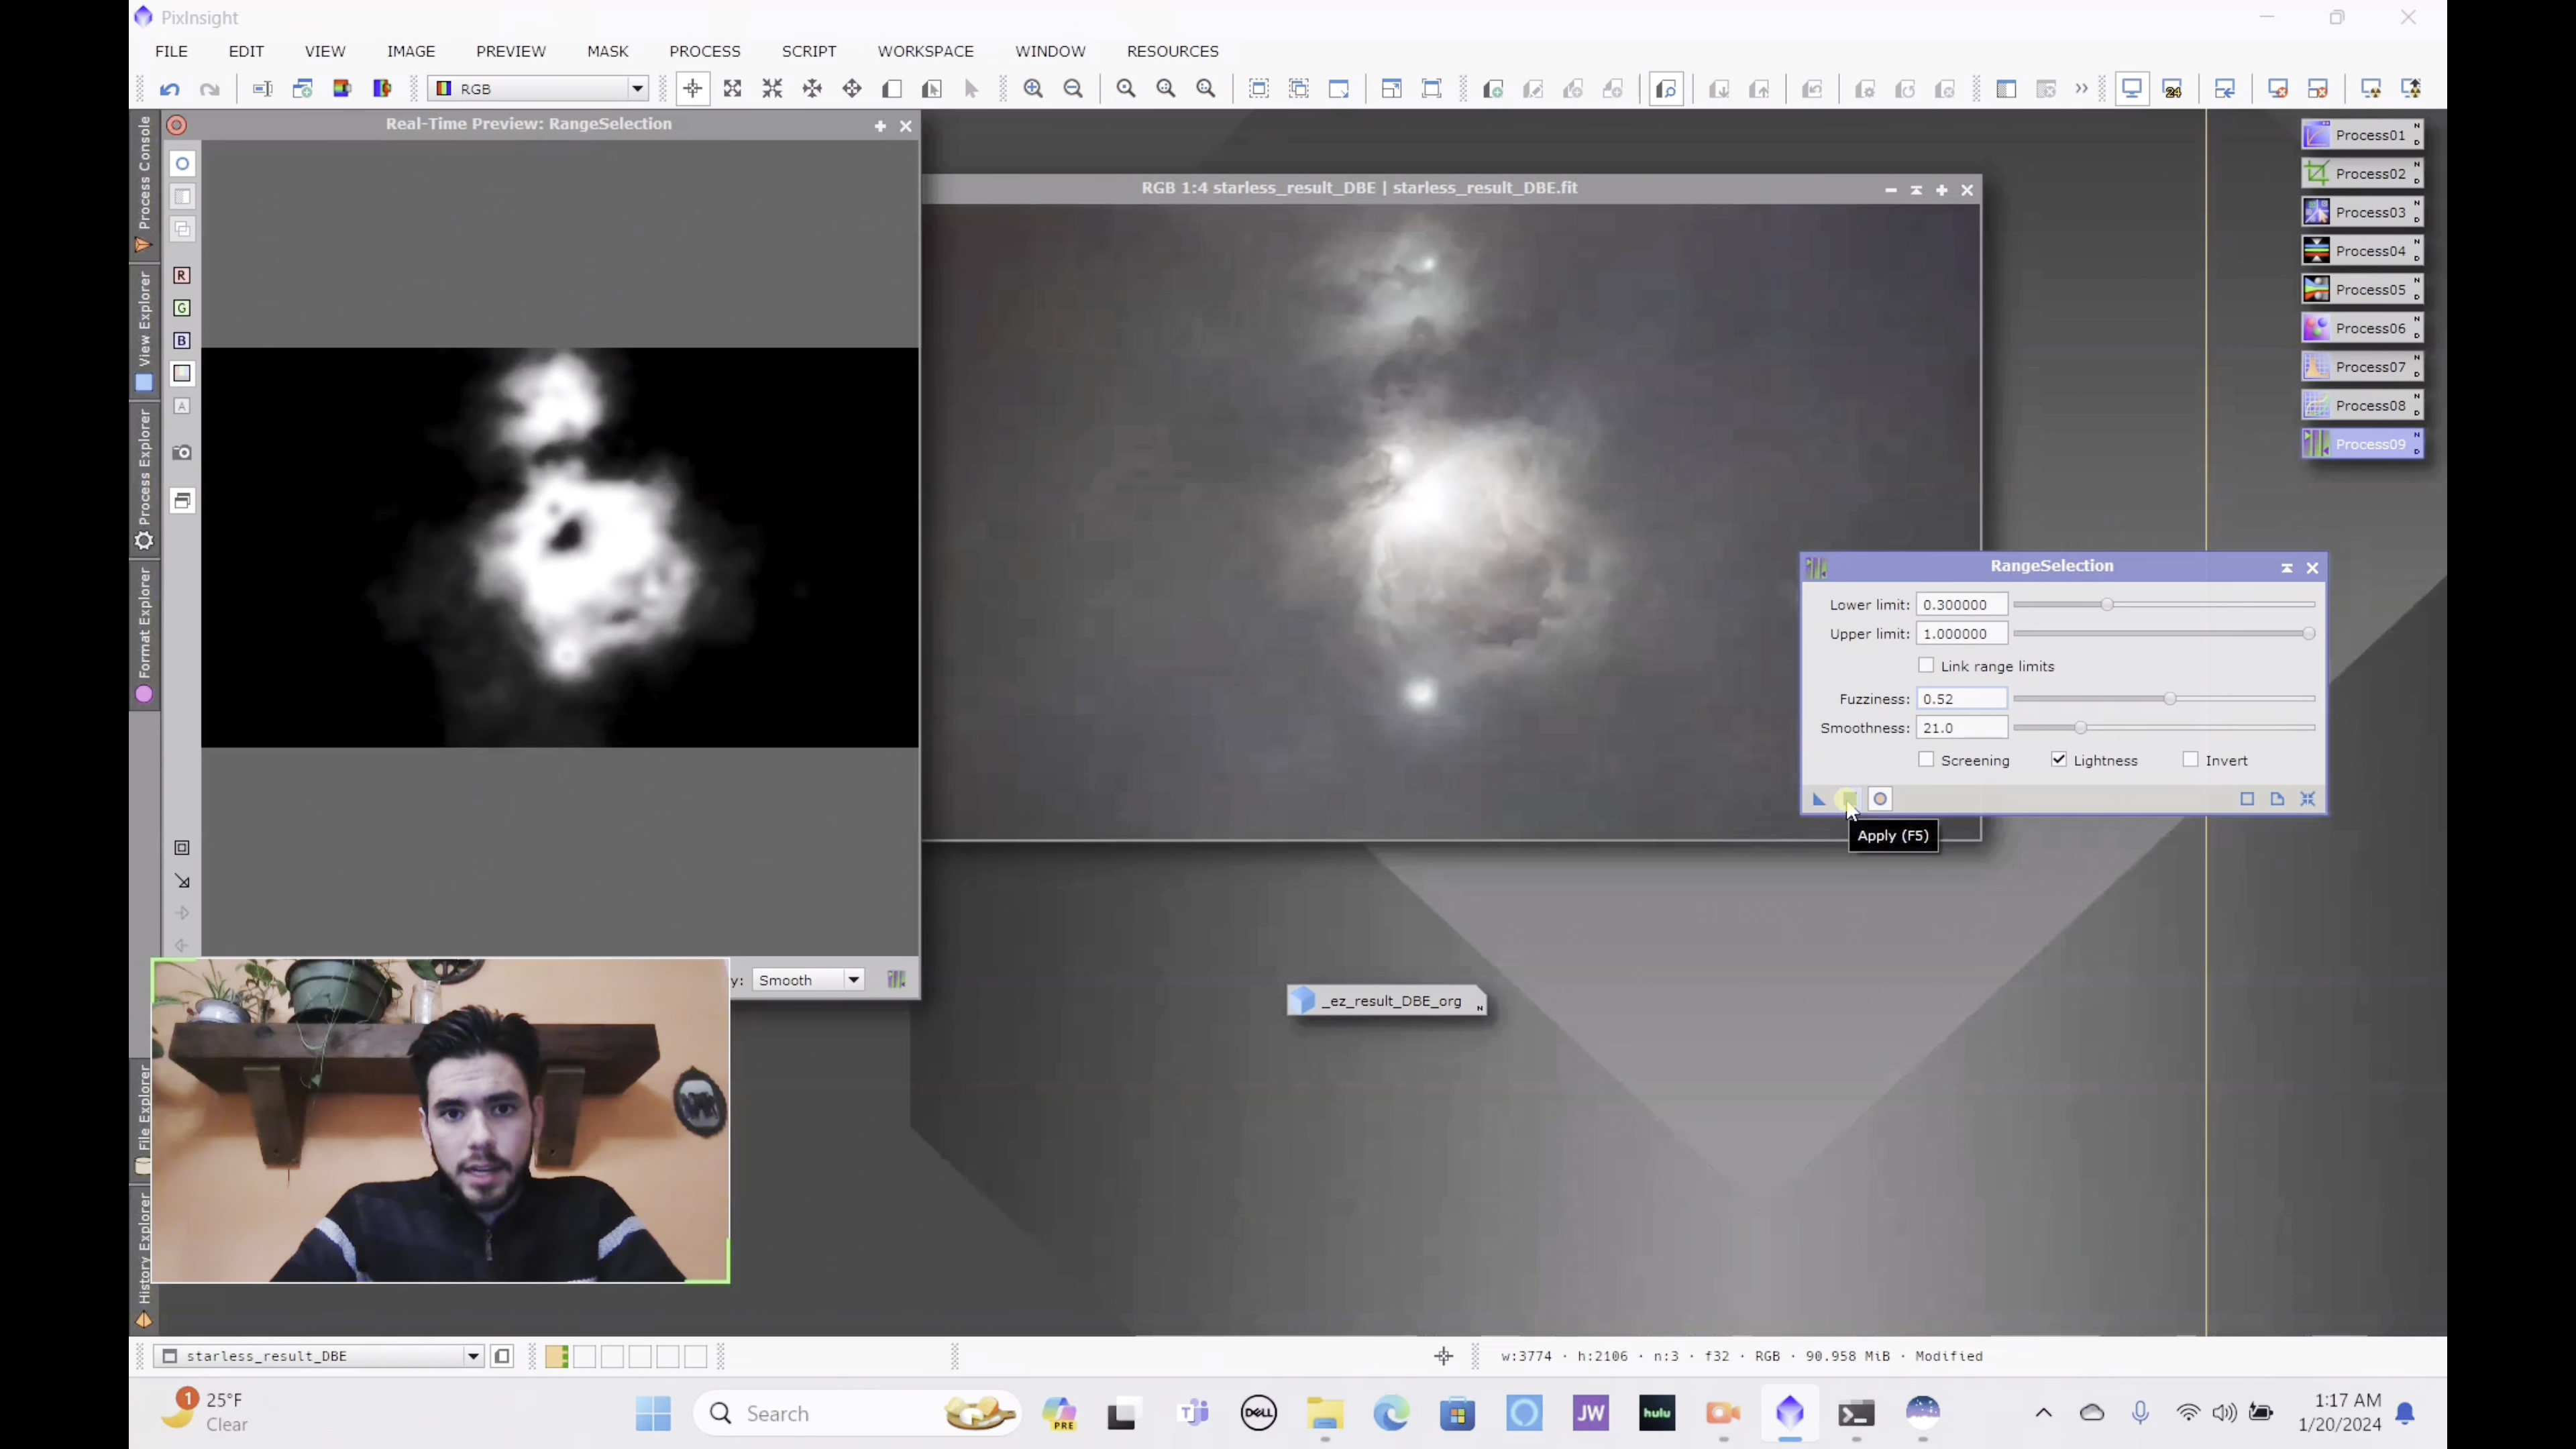 PixInsight
FILE EDIT VIEW IMAGE PREVIEW MASK PROCESS SCRIPT WORKSPACE WINDOW RESOURCES
RGB
24
Real-Time Preview: RangeSelection
Process Console
View Explorer
Process Explorer
Format Explorer
File Explorer
History Explorer
R
G
B
A
y: Smooth
RGB 1:4 starless_result_DBE | starless_result_DBE.fit
Process01 N D
Process02 N D
Process03 N D
Process04 N D
Process05 N D
Process06 N D
Process07 N D
Process08 N D
Process09 N D
RangeSelection
Lower limit: 0.300000
Upper limit: 1.000000
Link range limits
Fuzziness: 0.52
Smoothness: 21.0
Screening Lightness Invert
Apply (F5)
_ez_result_DBE_org N
starless_result_DBE
w:3774 · h:2106 · n:3 · f32 · RGB · 90.958 MiB · Modified
1
25°F
Clear
Search
PRE
T
DELL
JW
hulu
1:17 AM
1/20/2024